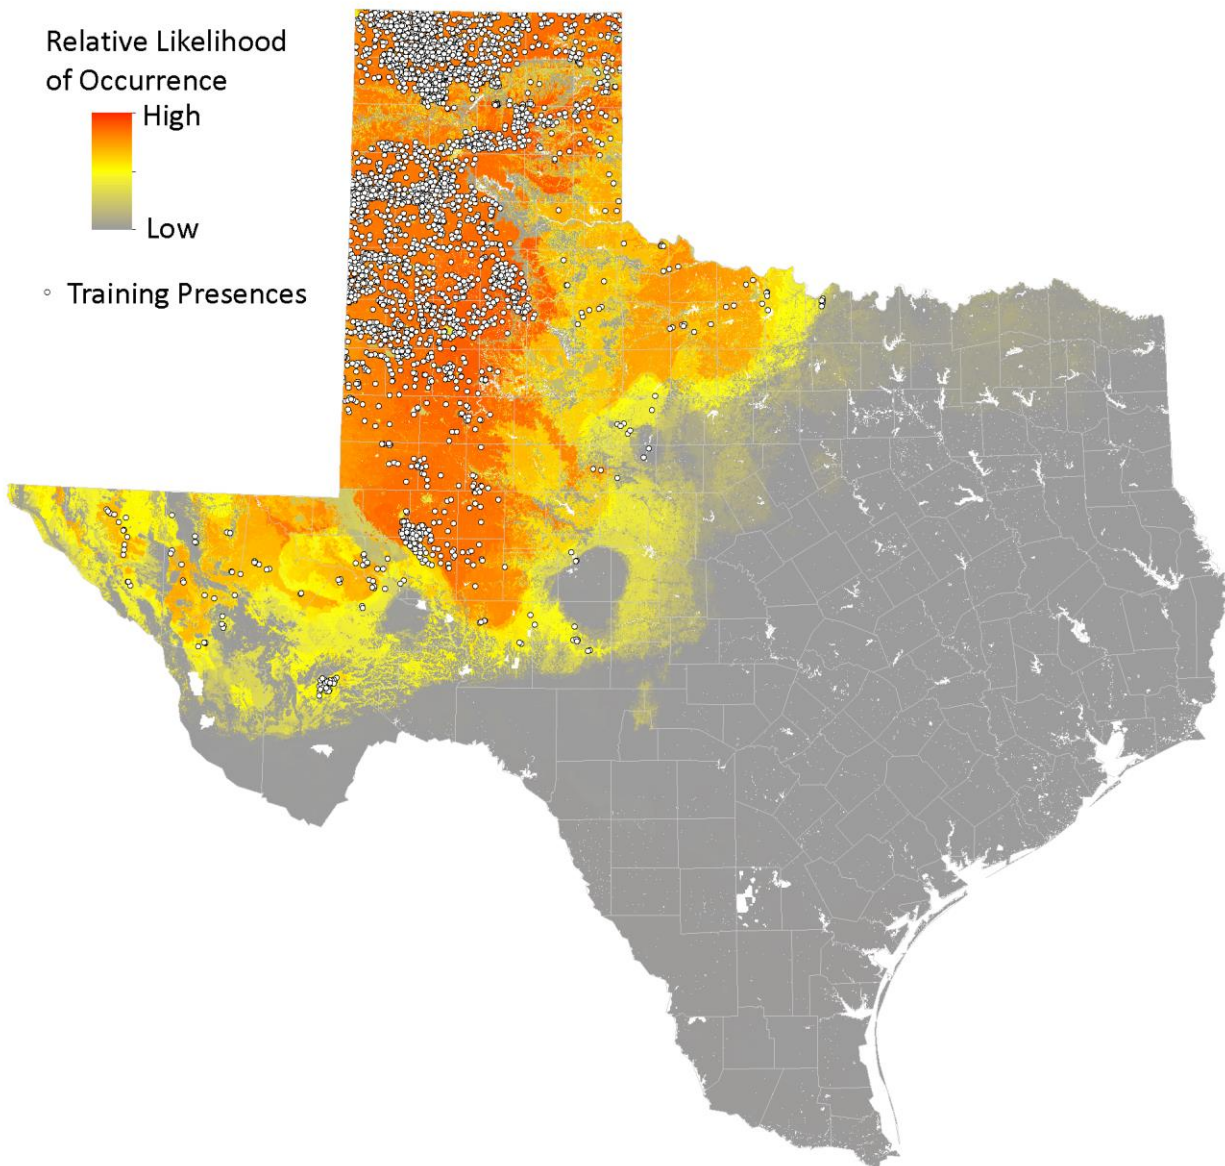 Relative Likelihood
of Occurrence
High
Low
Training Presences